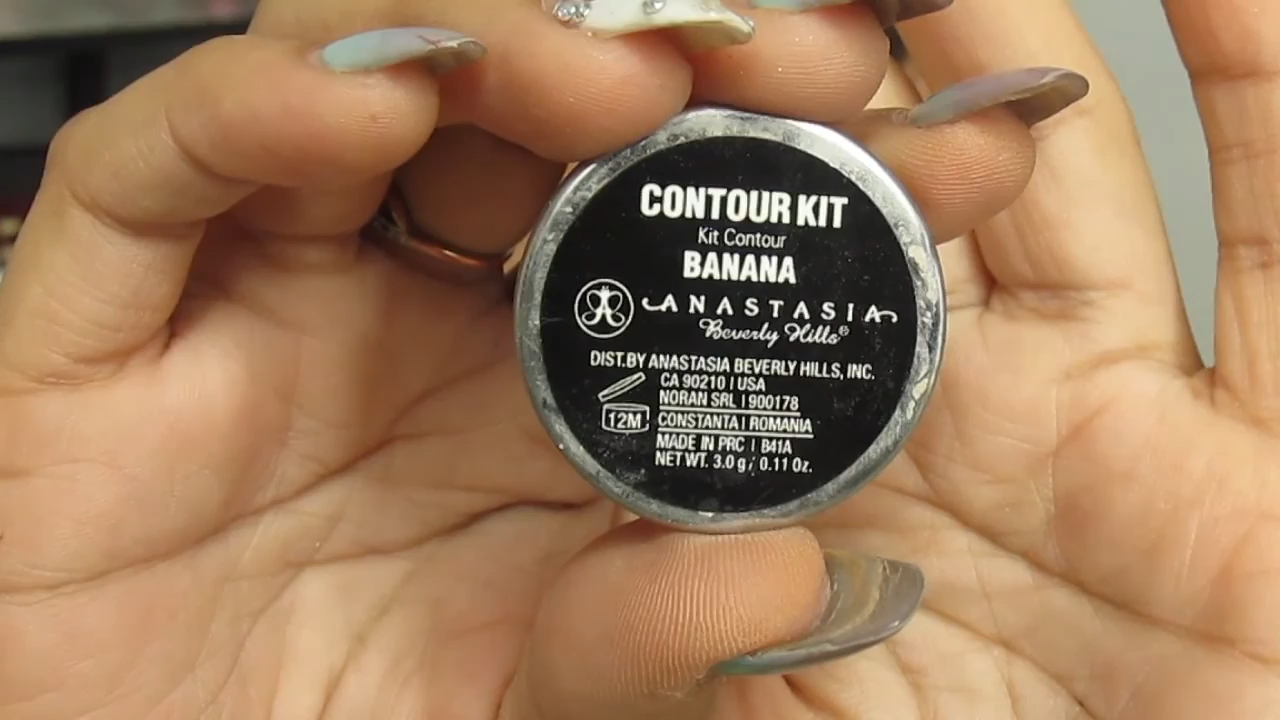 CONTOUR KIT
Kit Contour
BANANA
ANASTASIA
Beverly Hills®
DIST.BY ANASTASIA BEVERLY HILLS, INC.
CA 90210 | USA
NORAN SRL | 900178
12M
CONSTANTA | ROMANIA
MADE IN PRC | B41A
NET WT. 3.0 g / 0.11 Oz.